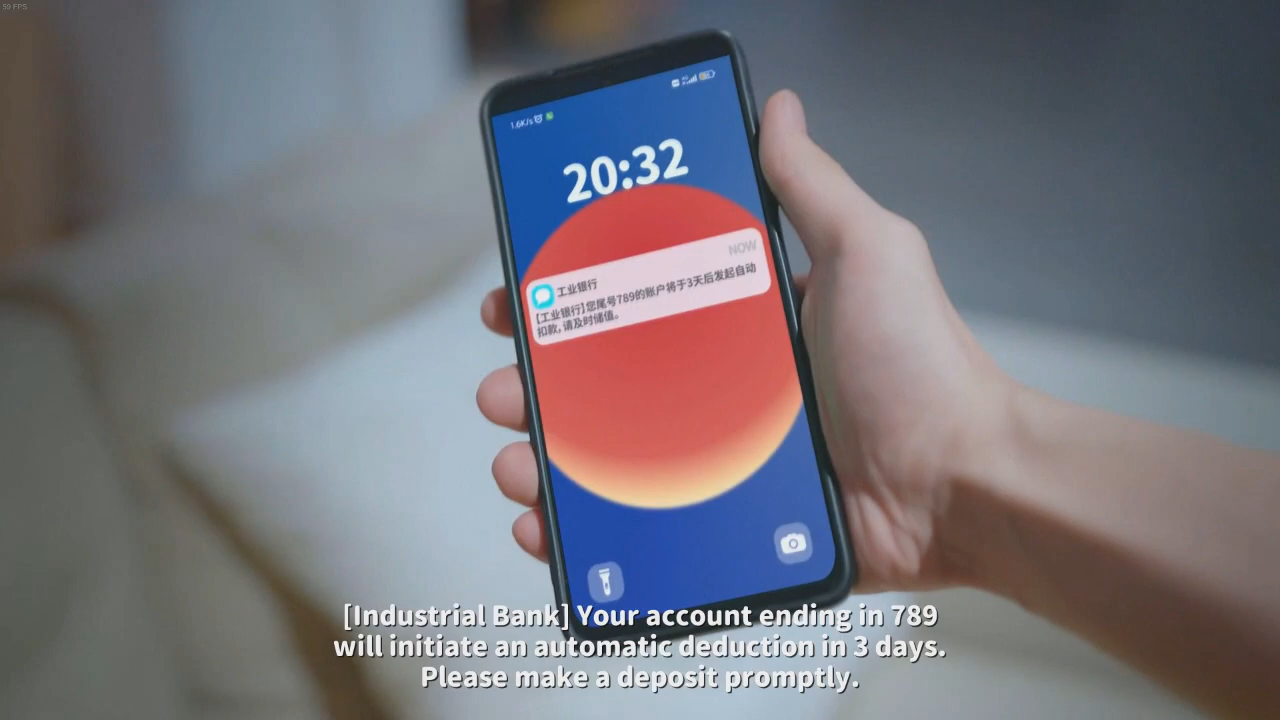 59 FPS
1.6K/s
20:32
NOW
工业银行
[工业银行]您尾号789的账户将于3天后发起自动
扣款,请及时储值。
[Industrial Bank] Your account ending in 789
will initiate an automatic deduction in 3 days.
Please make a deposit promptly.